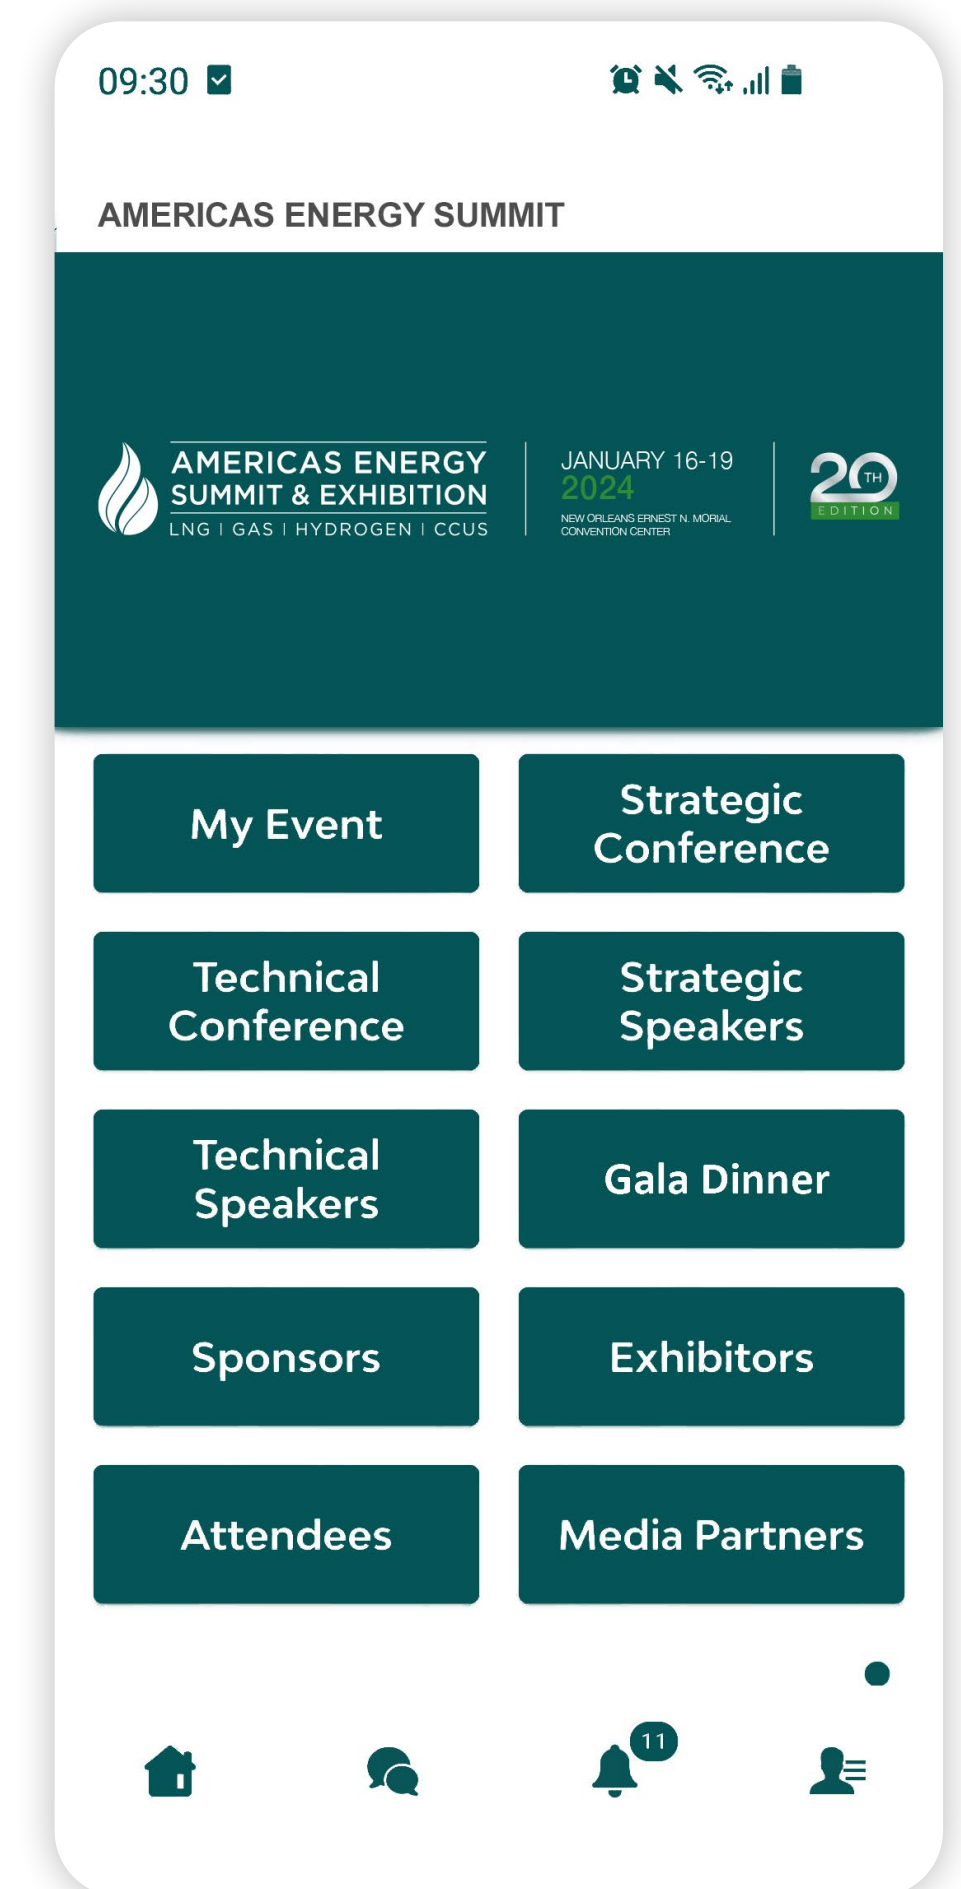 09:30
AMERICAS ENERGY SUMMIT
AMERICAS ENERGY
SUMMIT & EXHIBITION
LNG | GAS | HYDROGEN | CCUS
JANUARY 16-19
2024
NEW ORLEANS ERNEST N. MORIAL
CONVENTION CENTER
20TH
EDITION
My Event
Strategic
Conference
Technical
Conference
Strategic
Speakers
Technical
Speakers
Gala Dinner
Sponsors
Exhibitors
Attendees
Media Partners
11